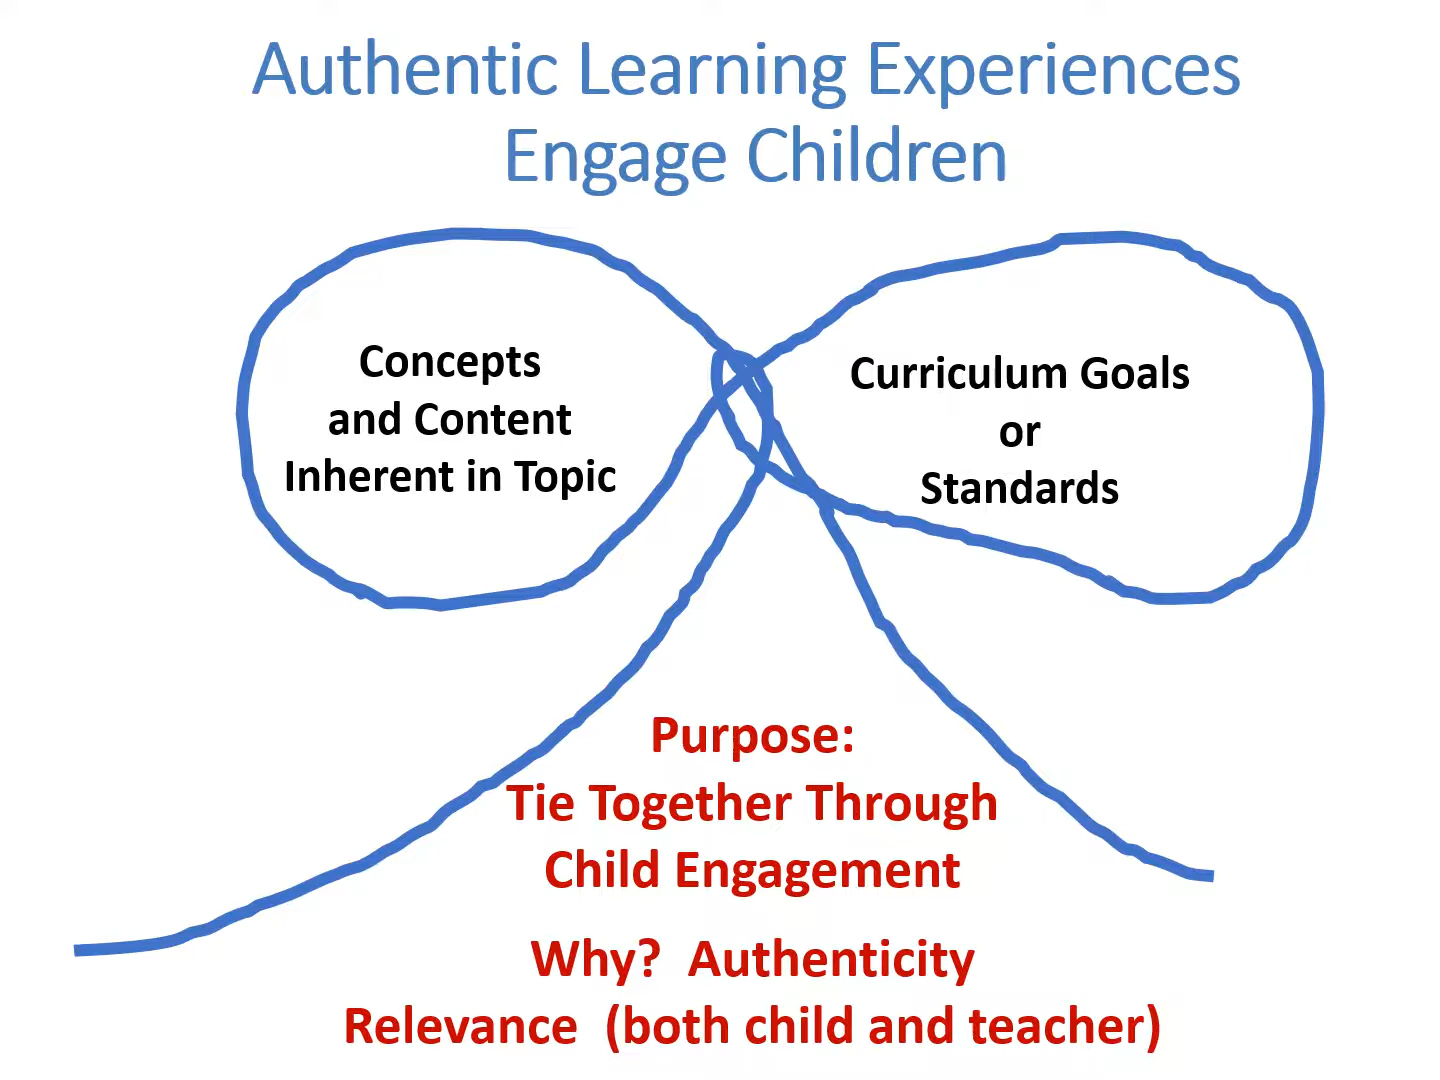 Authentic Learning Experiences
Engage Children
Concepts
and Content
Inherent in Topic
Curriculum Goals
or
Standards
Purpose:
Tie Together Through
Child Engagement
Why?  Authenticity
Relevance  (both child and teacher)